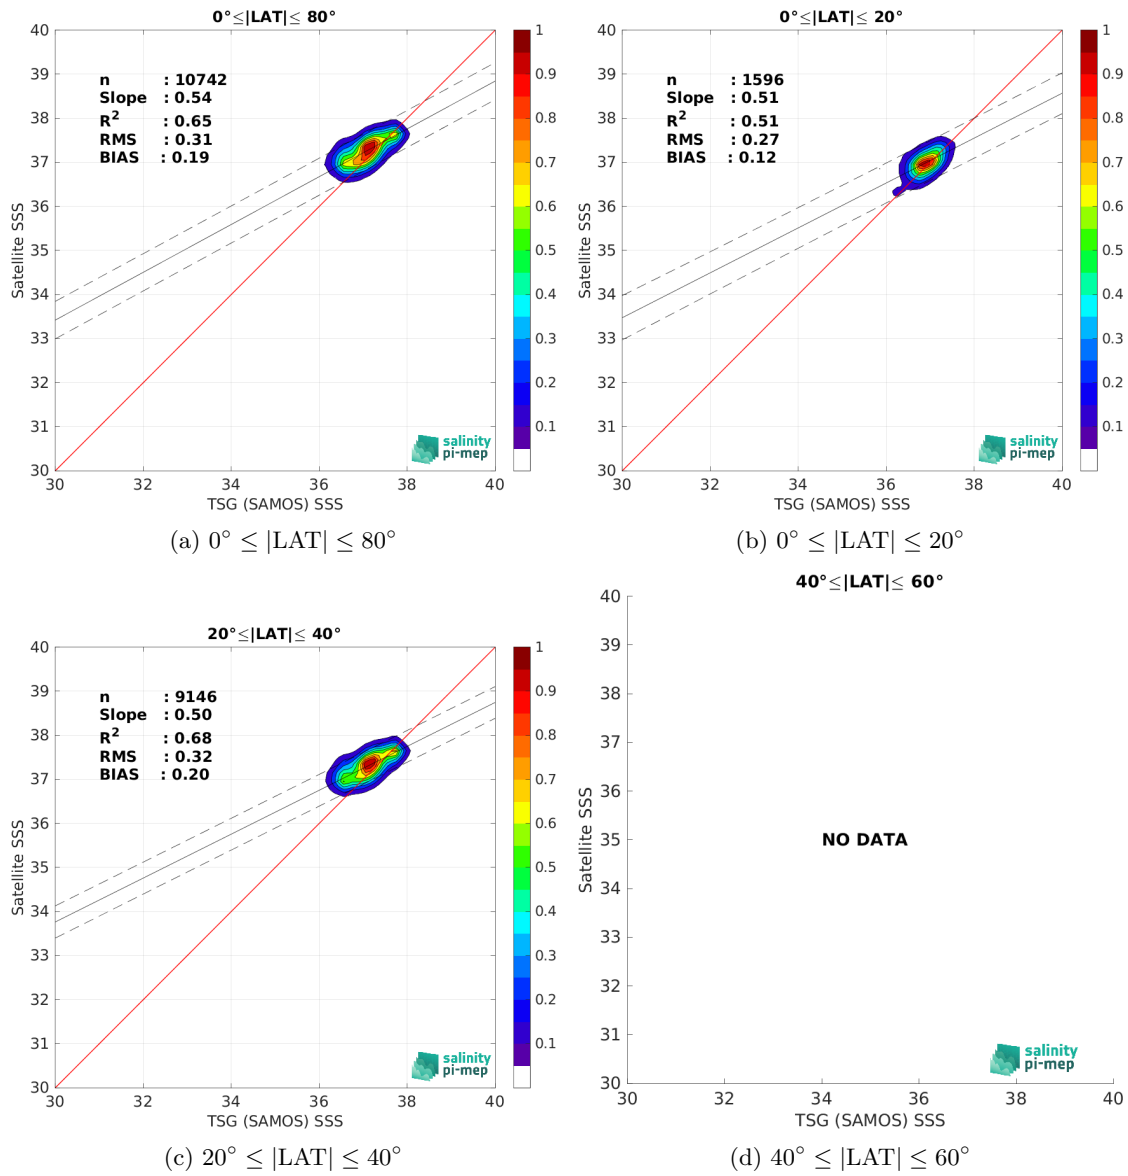 0°≤|LAT|≤ 80°
40
39
38
37
36
35
34
33
32
31
30
Satellite SSS
n : 10742
Slope : 0.54
R² : 0.65
RMS : 0.31
BIAS : 0.19
1
0.9
0.8
0.7
0.6
0.5
0.4
0.3
0.2
0.1
salinity
pi-mep
30 32 34 36 38 40
TSG (SAMOS) SSS
(a) 0° ≤ |LAT| ≤ 80°
0°≤|LAT|≤ 20°
40
39
38
37
36
35
34
33
32
31
30
Satellite SSS
n : 1596
Slope : 0.51
R² : 0.51
RMS : 0.27
BIAS : 0.12
1
0.9
0.8
0.7
0.6
0.5
0.4
0.3
0.2
0.1
salinity
pi-mep
30 32 34 36 38 40
TSG (SAMOS) SSS
(b) 0° ≤ |LAT| ≤ 20°
20°≤|LAT|≤ 40°
40
39
38
37
36
35
34
33
32
31
30
Satellite SSS
n : 9146
Slope : 0.50
R² : 0.68
RMS : 0.32
BIAS : 0.20
1
0.9
0.8
0.7
0.6
0.5
0.4
0.3
0.2
0.1
salinity
pi-mep
30 32 34 36 38 40
TSG (SAMOS) SSS
(c) 20° ≤ |LAT| ≤ 40°
40°≤|LAT|≤ 60°
40
39
38
37
36
35
34
33
32
31
30
Satellite SSS
NO DATA
salinity
pi-mep
30 32 34 36 38 40
TSG (SAMOS) SSS
(d) 40° ≤ |LAT| ≤ 60°